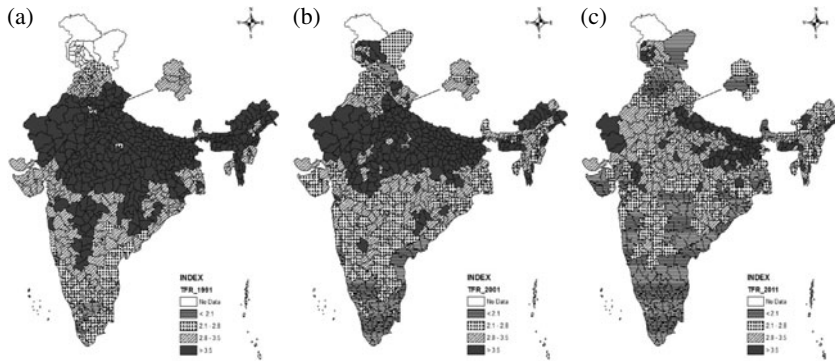 (a)
N
W E
S
INDEX
TFR_1991
No Data
< 2.1
2.1 - 2.8
2.8 - 3.5
> 3.5
(b)
N
W E
S
INDEX
TFR_2001
No Data
< 2.1
2.1 - 2.8
2.8 - 3.5
> 3.5
(c)
N
W E
S
INDEX
TFR_2011
No Data
< 2.1
2.1 - 2.8
2.8 - 3.5
> 3.5